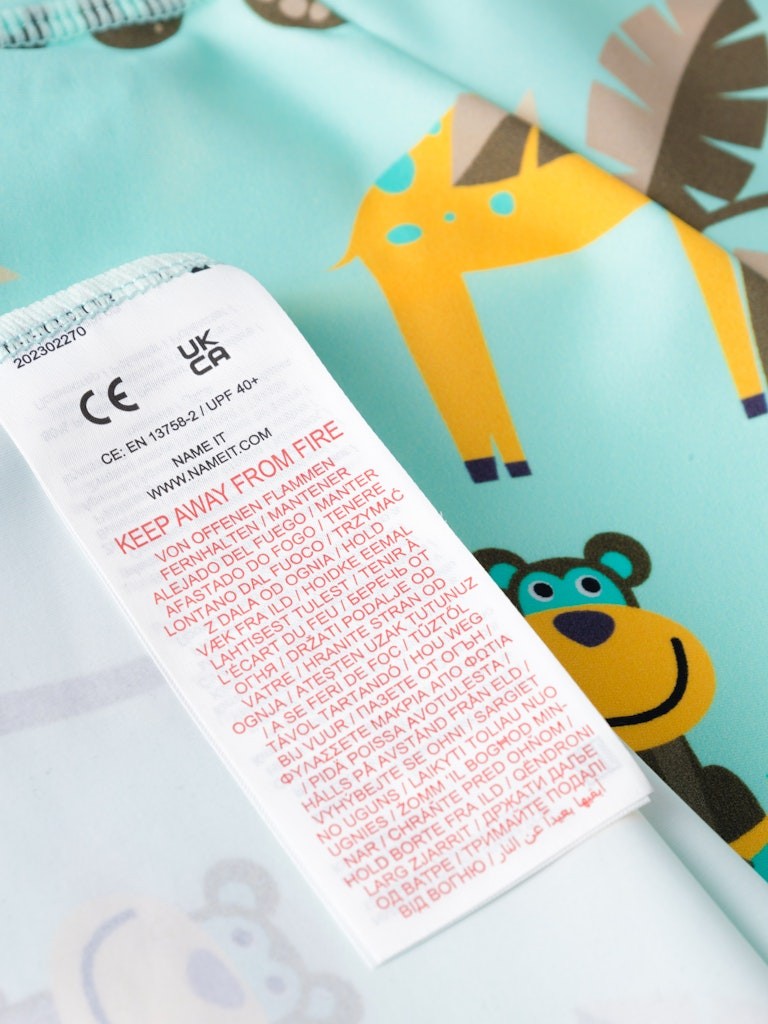 202302270
CE
UK
CA
CE: EN 13758-2 / UPF 40+
NAME IT
WWW.NAMEIT.COM
KEEP AWAY FROM FIRE
VON OFFENEN FLAMMEN
FERNHALTEN / MANTENER
ALEJADO DEL FUEGO / MANTER
AFASTADO DO FOGO / TENERE
LONTANO DAL FUOCO / TRZYMAĆ
Z DALA OD OGNIA / HOLD
VÆK FRA ILD / HOIDKE EEMAL
LAHTISEST TULEST / TENIR À
L'ÉCART DU FEU / БЕРЕЧЬ ОТ
ОГНЯ / DRŽATI PODALJE OD
VATRE / HRANITE STRAN OD
OGNJA / ATEŞTEN UZAK TUTUNUZ
/ A SE FERI DE FOC / TŰZTŐL
TÁVOL TARTANDÓ / HOU WEG
BIJ VUUR / ПАЗЕТЕ ОТ ОГЪН /
ΦΥΛΑΣΣΕΤΕ ΜΑΚΡΙΑ ΑΠΟ ΦΩΤΙΑ
/ PIDÄ POISSA AVOTULESTA /
HÅLLS PÅ AVSTÅND FRÅN ELD /
VYHYBEJTE SE OHNI / SARGIET
NO UGUNS / LAIKYTI TOLIAU NUO
UGNIES / ŻOMM 'IL BOGĦOD MIN-
NAR / CHRÁŇTE PRED OHŇOM /
HOLD BORTE FRA ILD / QËNDRONI
LARG ZJARRIT / ДРЖАТИ ДАЉЕ
ОД ВАТРЕ / ТРИМАЙТЕ ПОДАЛІ
ВІД ВОГНЮ / ابقيها بعيداً عن النار